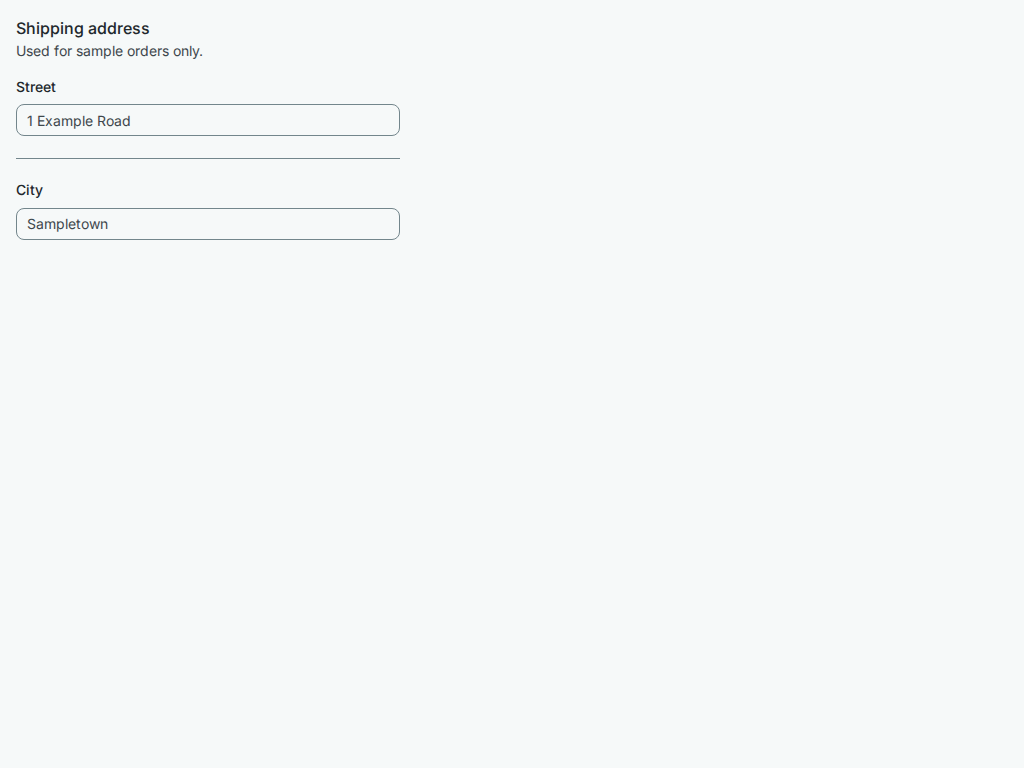 Shipping address
Used for sample orders only.
Street
1 Example Road
City
Sampletown